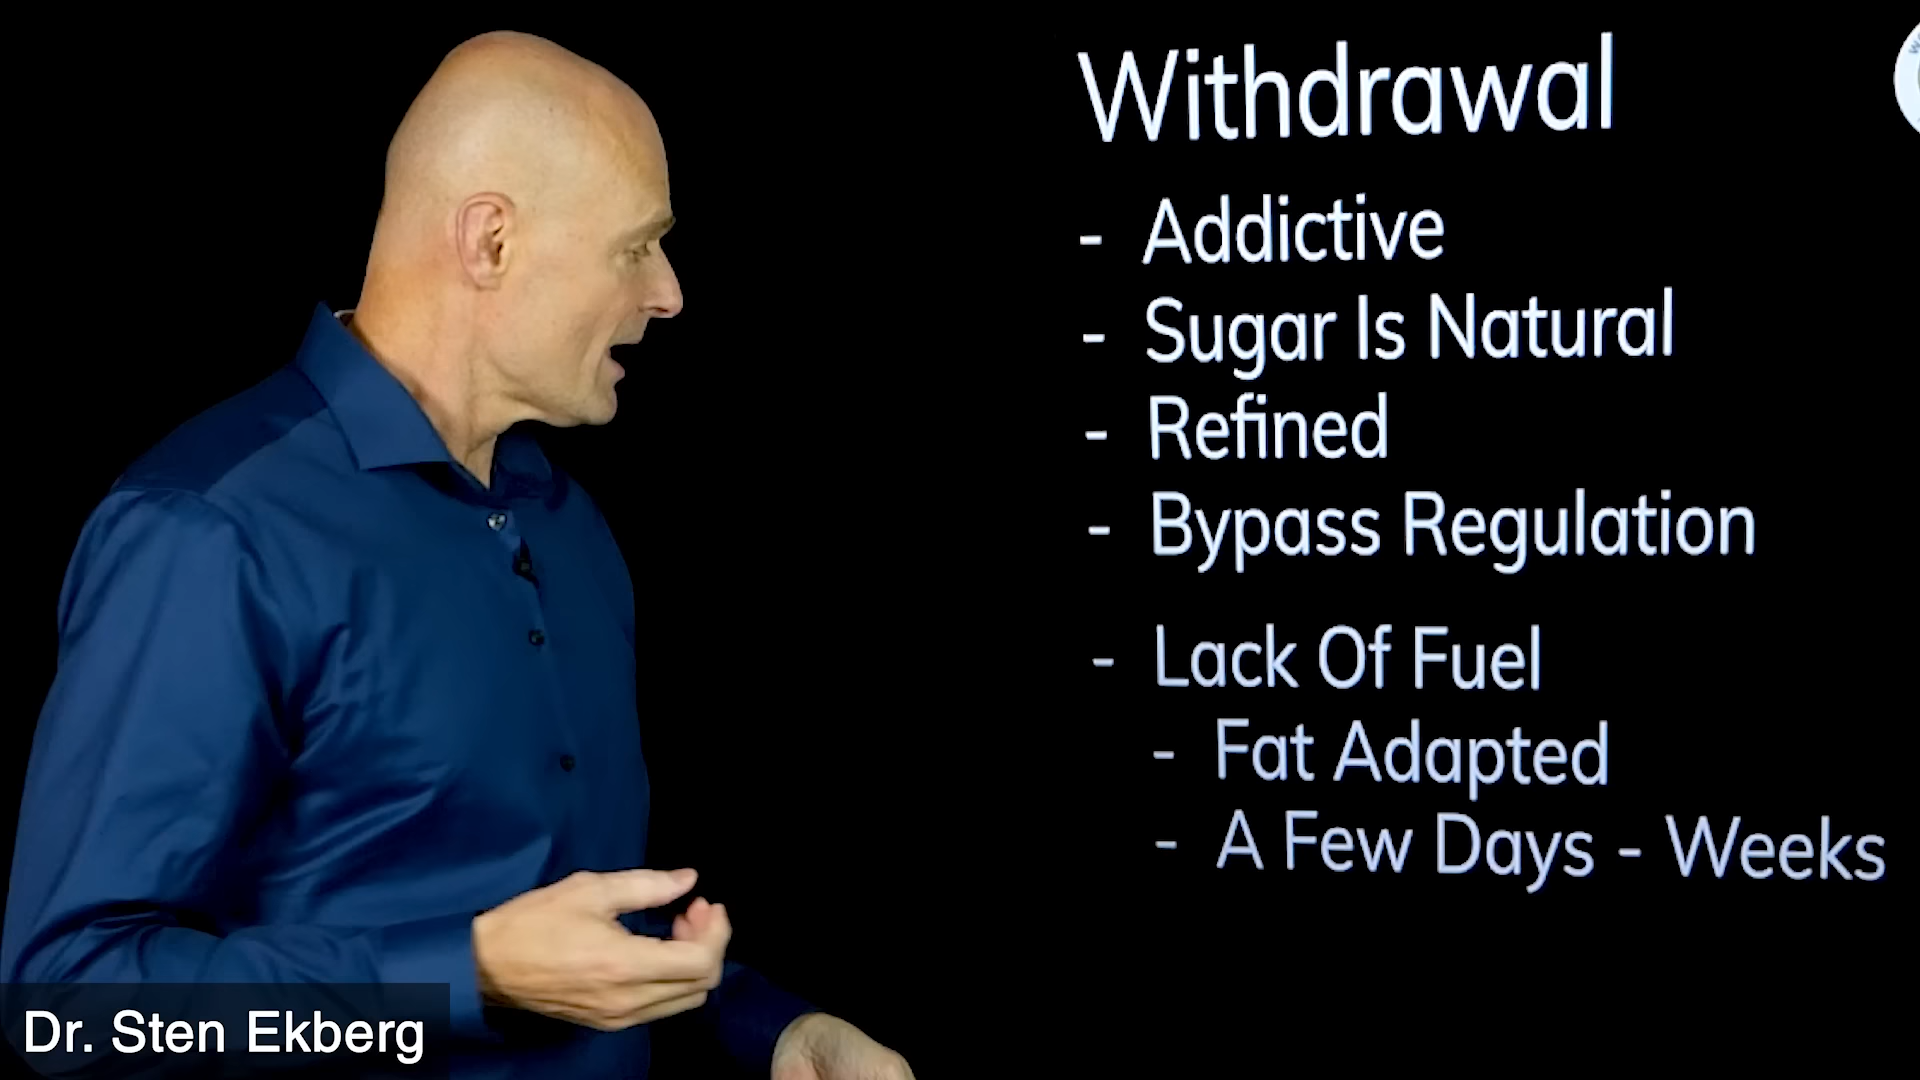 Withdrawal
- Addictive
- Sugar Is Natural
- Refined
- Bypass Regulation
- Lack Of Fuel
- Fat Adapted
- A Few Days - Weeks
Dr. Sten Ekberg